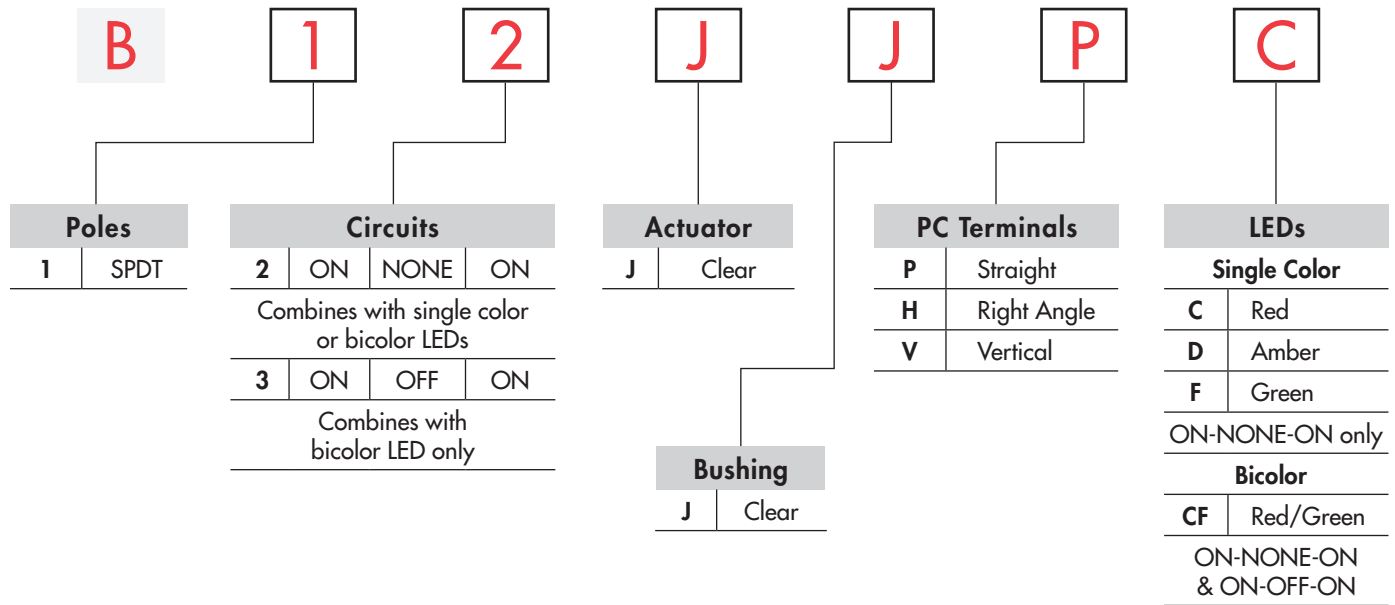 B 1 2 J J P C
Poles
1 SPDT
Circuits
2 ON NONE ON
Combines with single color
or bicolor LEDs
3 ON OFF ON
Combines with
bicolor LED only
Actuator
J Clear
Bushing
J Clear
PC Terminals
P Straight
H Right Angle
V Vertical
LEDs
Single Color
C Red
D Amber
F Green
ON-NONE-ON only
Bicolor
CF Red/Green
ON-NONE-ON
& ON-OFF-ON